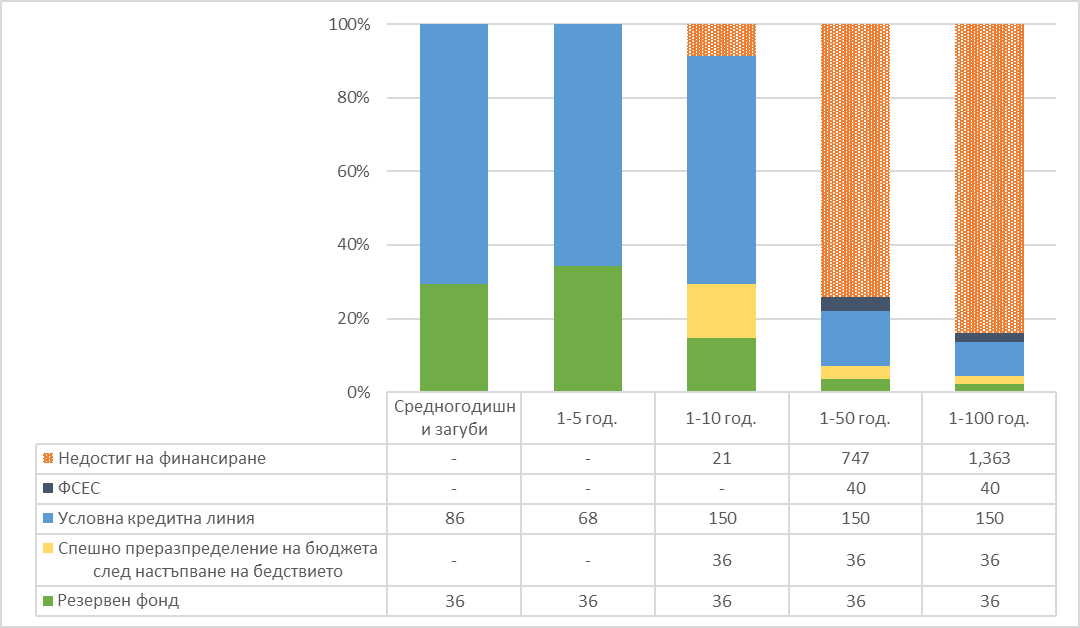 100%
80%
60%
40%
20%
0%
Средногодишн
и загуби
1-5 год.
1-10 год.
1-50 год.
1-100 год.
Недостиг на финансиране - - 21 747 1,363
ФСЕС - - - 40 40
Условна кредитна линия 86 68 150 150 150
Спешно преразпределение на бюджета
след настъпване на бедствието - - 36 36 36
Резервен фонд 36 36 36 36 36